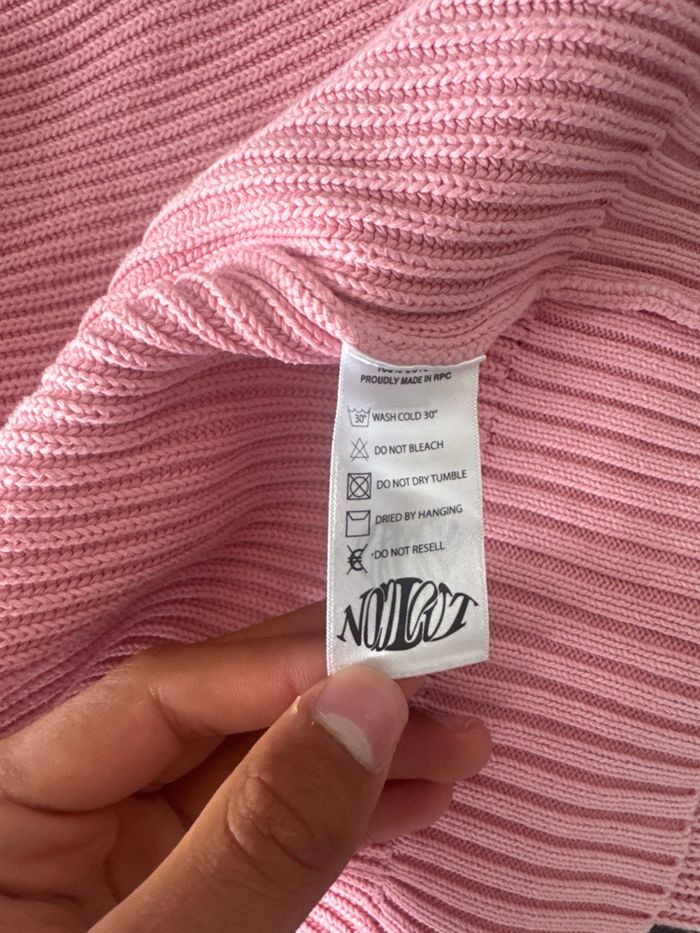 PROUDLY MADE IN RPC
30° WASH COLD 30°
DO NOT BLEACH
DO NOT DRY TUMBLE
DRIED BY HANGING
€ -DO NOT RESELL